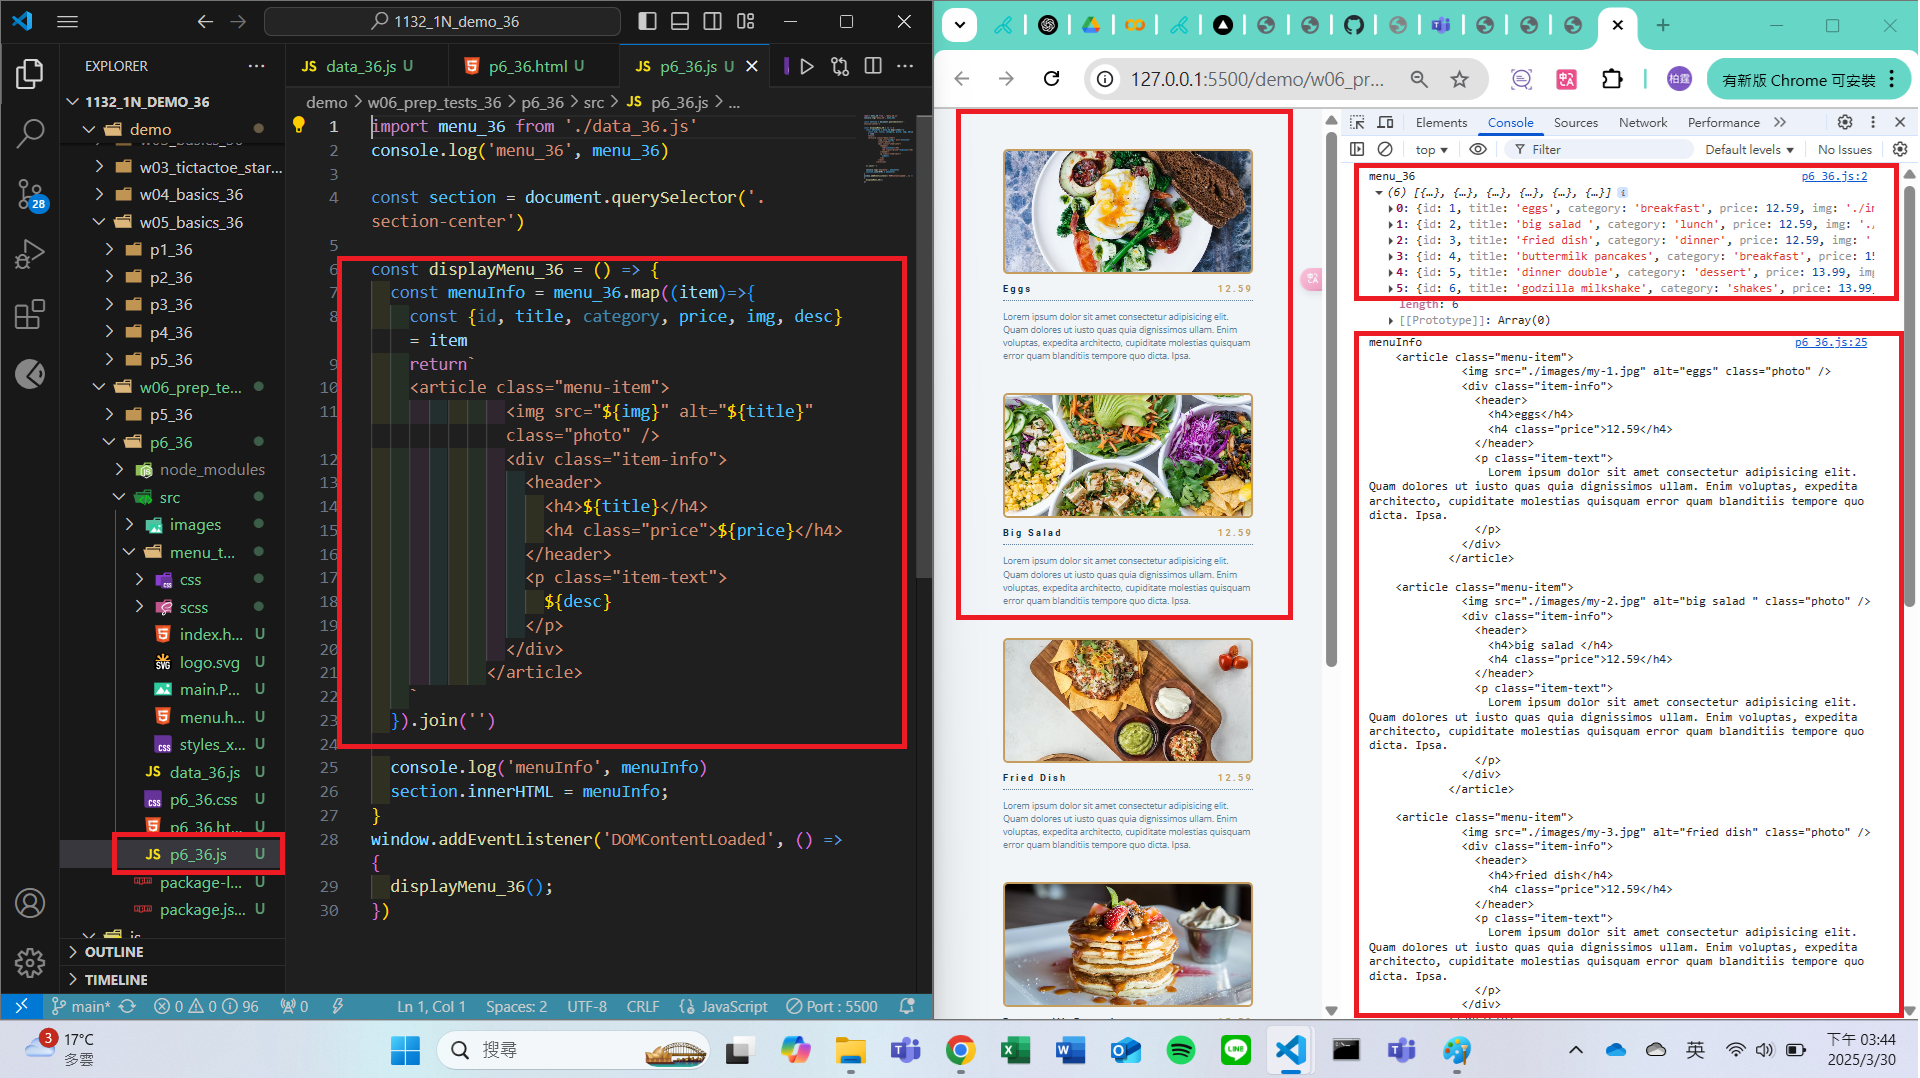 1132_1N_demo_36
EXPLORER
1132_1N_DEMO_36
demo
w03_tictactoe_star...
w04_basics_36
w05_basics_36
p1_36
p2_36
p3_36
p4_36
p5_36
w06_prep_te...
p5_36
p6_36
node_modules
src
images
menu_t...
css
scss
index.h... U
logo.svg U
main.P... U
menu.h... U
styles_x... U
data_36.js U
p6_36.css U
p6_36.ht... U
p6_36.js U
package-l... U
package.js... U
OUTLINE
TIMELINE
28
JS data_36.js U
p6_36.html U
JS p6_36.js U
demo > w06_prep_tests_36 > p6_36 > src > JS p6_36.js > ...
1 import menu_36 from './data_36.js'
2 console.log('menu_36', menu_36)
3
4 const section = document.querySelector('.
section-center')
5
6 const displayMenu_36 = () => {
7 const menuInfo = menu_36.map((item)=>{
8 const {id, title, category, price, img, desc}
= item
9 return`
10 <article class="menu-item">
11 <img src="${img}" alt="${title}"
class="photo" />
12 <div class="item-info">
13 <header>
14 <h4>${title}</h4>
15 <h4 class="price">${price}</h4>
16 </header>
17 <p class="item-text">
18 ${desc}
19 </p>
20 </div>
21 </article>
22 `
23 }).join('')
24
25 console.log('menuInfo', menuInfo)
26 section.innerHTML = menuInfo;
27 }
28 window.addEventListener('DOMContentLoaded', () =>
{
29 displayMenu_36();
30 })
main* 0 0 96 0 Ln 1, Col 1 Spaces: 2 UTF-8 CRLF {} JavaScript Port : 5500
127.0.0.1:5500/demo/w06_pr...
柏霆
有新版 Chrome 可安裝
Eggs 12.59
Lorem ipsum dolor sit amet consectetur adipisicing elit.
Quam dolores ut iusto quas quia dignissimos ullam. Enim
voluptas, expedita architecto, cupiditate molestias quisquam
error quam blanditiis tempore quo dicta. Ipsa.
Big Salad 12.59
Lorem ipsum dolor sit amet consectetur adipisicing elit.
Quam dolores ut iusto quas quia dignissimos ullam. Enim
voluptas, expedita architecto, cupiditate molestias quisquam
error quam blanditiis tempore quo dicta. Ipsa.
Fried Dish 12.59
Lorem ipsum dolor sit amet consectetur adipisicing elit.
Quam dolores ut iusto quas quia dignissimos ullam. Enim
voluptas, expedita architecto, cupiditate molestias quisquam
error quam blanditiis tempore quo dicta. Ipsa.
Elements Console Sources Network Performance
top Filter Default levels No Issues
menu_36 p6_36.js:2
(6) [{…}, {…}, {…}, {…}, {…}, {…}]
0: {id: 1, title: 'eggs', category: 'breakfast', price: 12.59, img: './i
1: {id: 2, title: 'big salad ', category: 'lunch', price: 12.59, img: './
2: {id: 3, title: 'fried dish', category: 'dinner', price: 12.59, img: '
3: {id: 4, title: 'buttermilk pancakes', category: 'breakfast', price: 15
4: {id: 5, title: 'dinner double', category: 'dessert', price: 13.99, img
5: {id: 6, title: 'godzilla milkshake', category: 'shakes', price: 13.99,
length: 6
[[Prototype]]: Array(0)
menuInfo p6_36.js:25
<article class="menu-item">
<img src="./images/my-1.jpg" alt="eggs" class="photo" />
<div class="item-info">
<header>
<h4>eggs</h4>
<h4 class="price">12.59</h4>
</header>
<p class="item-text">
Lorem ipsum dolor sit amet consectetur adipisicing elit.
Quam dolores ut iusto quas quia dignissimos ullam. Enim voluptas, expedita
architecto, cupiditate molestias quisquam error quam blanditiis tempore quo
dicta. Ipsa.
</p>
</div>
</article>
<article class="menu-item">
<img src="./images/my-2.jpg" alt="big salad " class="photo" />
<div class="item-info">
<header>
<h4>big salad </h4>
<h4 class="price">12.59</h4>
</header>
<p class="item-text">
Lorem ipsum dolor sit amet consectetur adipisicing elit.
Quam dolores ut iusto quas quia dignissimos ullam. Enim voluptas, expedita
architecto, cupiditate molestias quisquam error quam blanditiis tempore quo
dicta. Ipsa.
</p>
</div>
</article>
<article class="menu-item">
<img src="./images/my-3.jpg" alt="fried dish" class="photo" />
<div class="item-info">
<header>
<h4>fried dish</h4>
<h4 class="price">12.59</h4>
</header>
<p class="item-text">
Lorem ipsum dolor sit amet consectetur adipisicing elit.
Quam dolores ut iusto quas quia dignissimos ullam. Enim voluptas, expedita
architecto, cupiditate molestias quisquam error quam blanditiis tempore quo
dicta. Ipsa.
</p>
</div>
3
17°C
多雲
搜尋
英
下午 03:44
2025/3/30